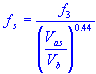 f_s = f_3 / (V_as / V_b)^0.44